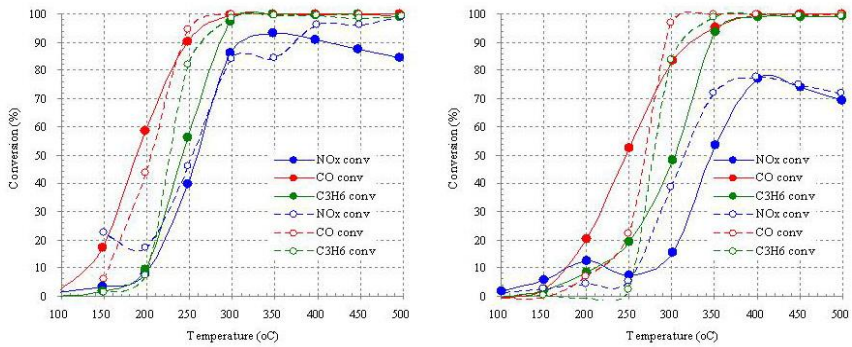 100
90
80
70
60
50
40
30
20
10
0
Conversion (%)
100 150 200 250 300 350 400 450 500
Temperature (oC)
NOx conv
CO conv
C3H6 conv
NOx conv
CO conv
C3H6 conv
100
90
80
70
60
50
40
30
20
10
0
Conversion (%)
100 150 200 250 300 350 400 450 500
Temperature (oC)
NOx conv
CO conv
C3H6 conv
NOx conv
CO conv
C3H6 conv